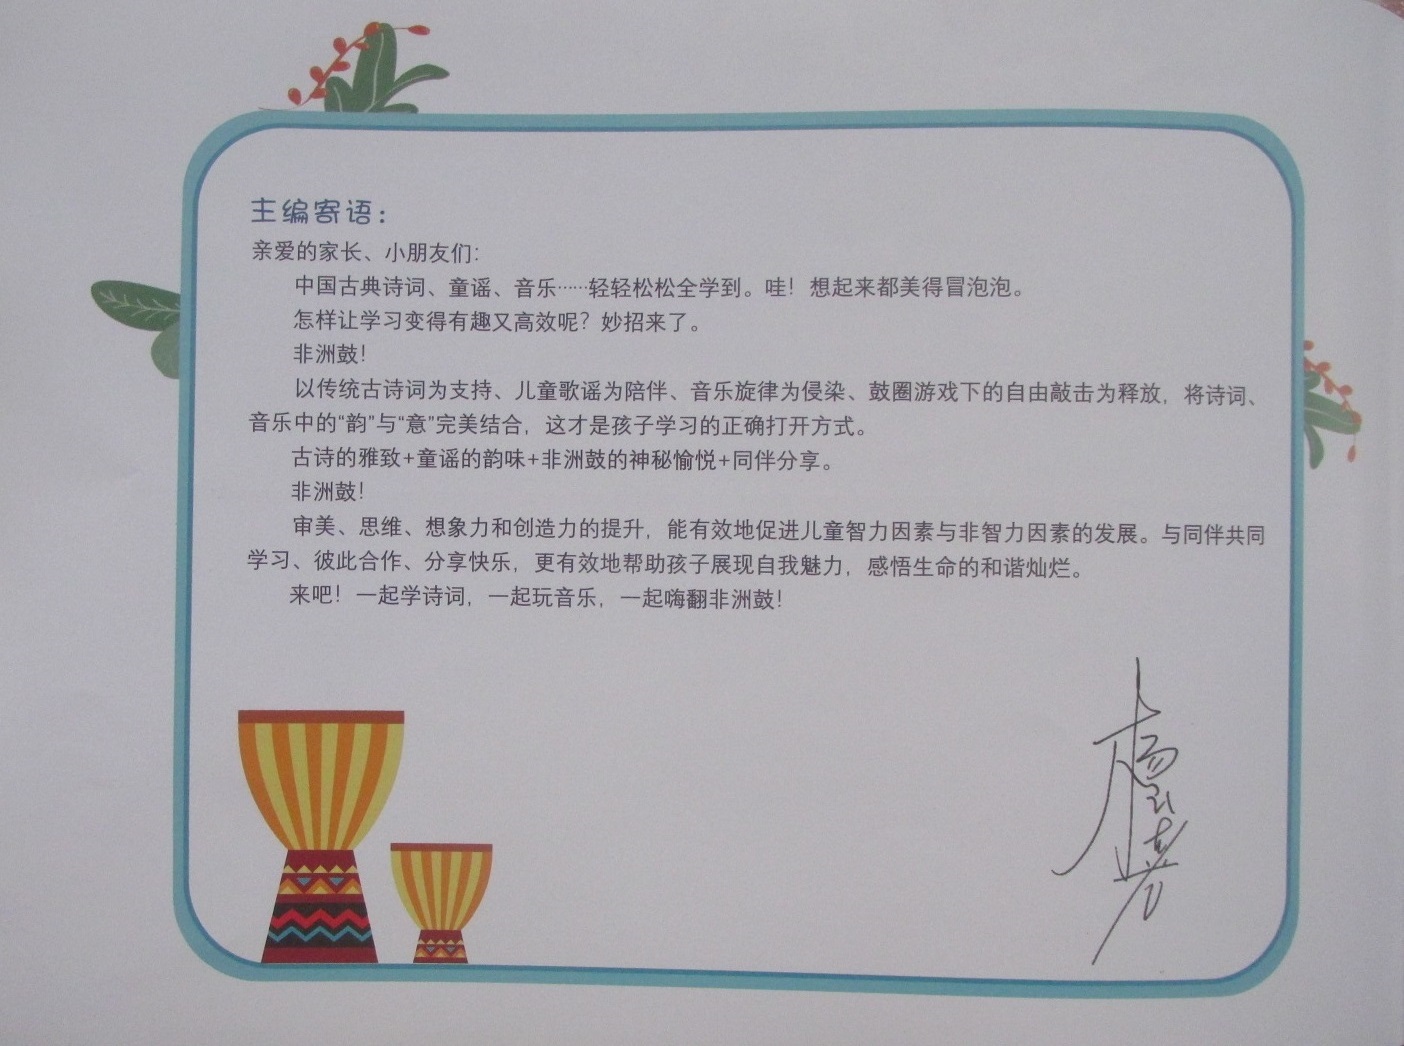 主编寄语：
亲爱的家长、小朋友们：
中国古典诗词、童谣、音乐……轻轻松松全学到。哇！想起来都美得冒泡泡。
怎样让学习变得有趣又高效呢？妙招来了。
非洲鼓！
以传统古诗词为支持、儿童歌谣为陪伴、音乐旋律为侵染、鼓圈游戏下的自由敲击为释放，将诗词、
音乐中的“韵”与“意”完美结合，这才是孩子学习的正确打开方式。
古诗的雅致+童谣的韵味+非洲鼓的神秘愉悦+同伴分享。
非洲鼓！
审美、思维、想象力和创造力的提升，能有效地促进儿童智力因素与非智力因素的发展。与同伴共同
学习、彼此合作、分享快乐，更有效地帮助孩子展现自我魅力，感悟生命的和谐灿烂。
来吧！一起学诗词，一起玩音乐，一起嗨翻非洲鼓！